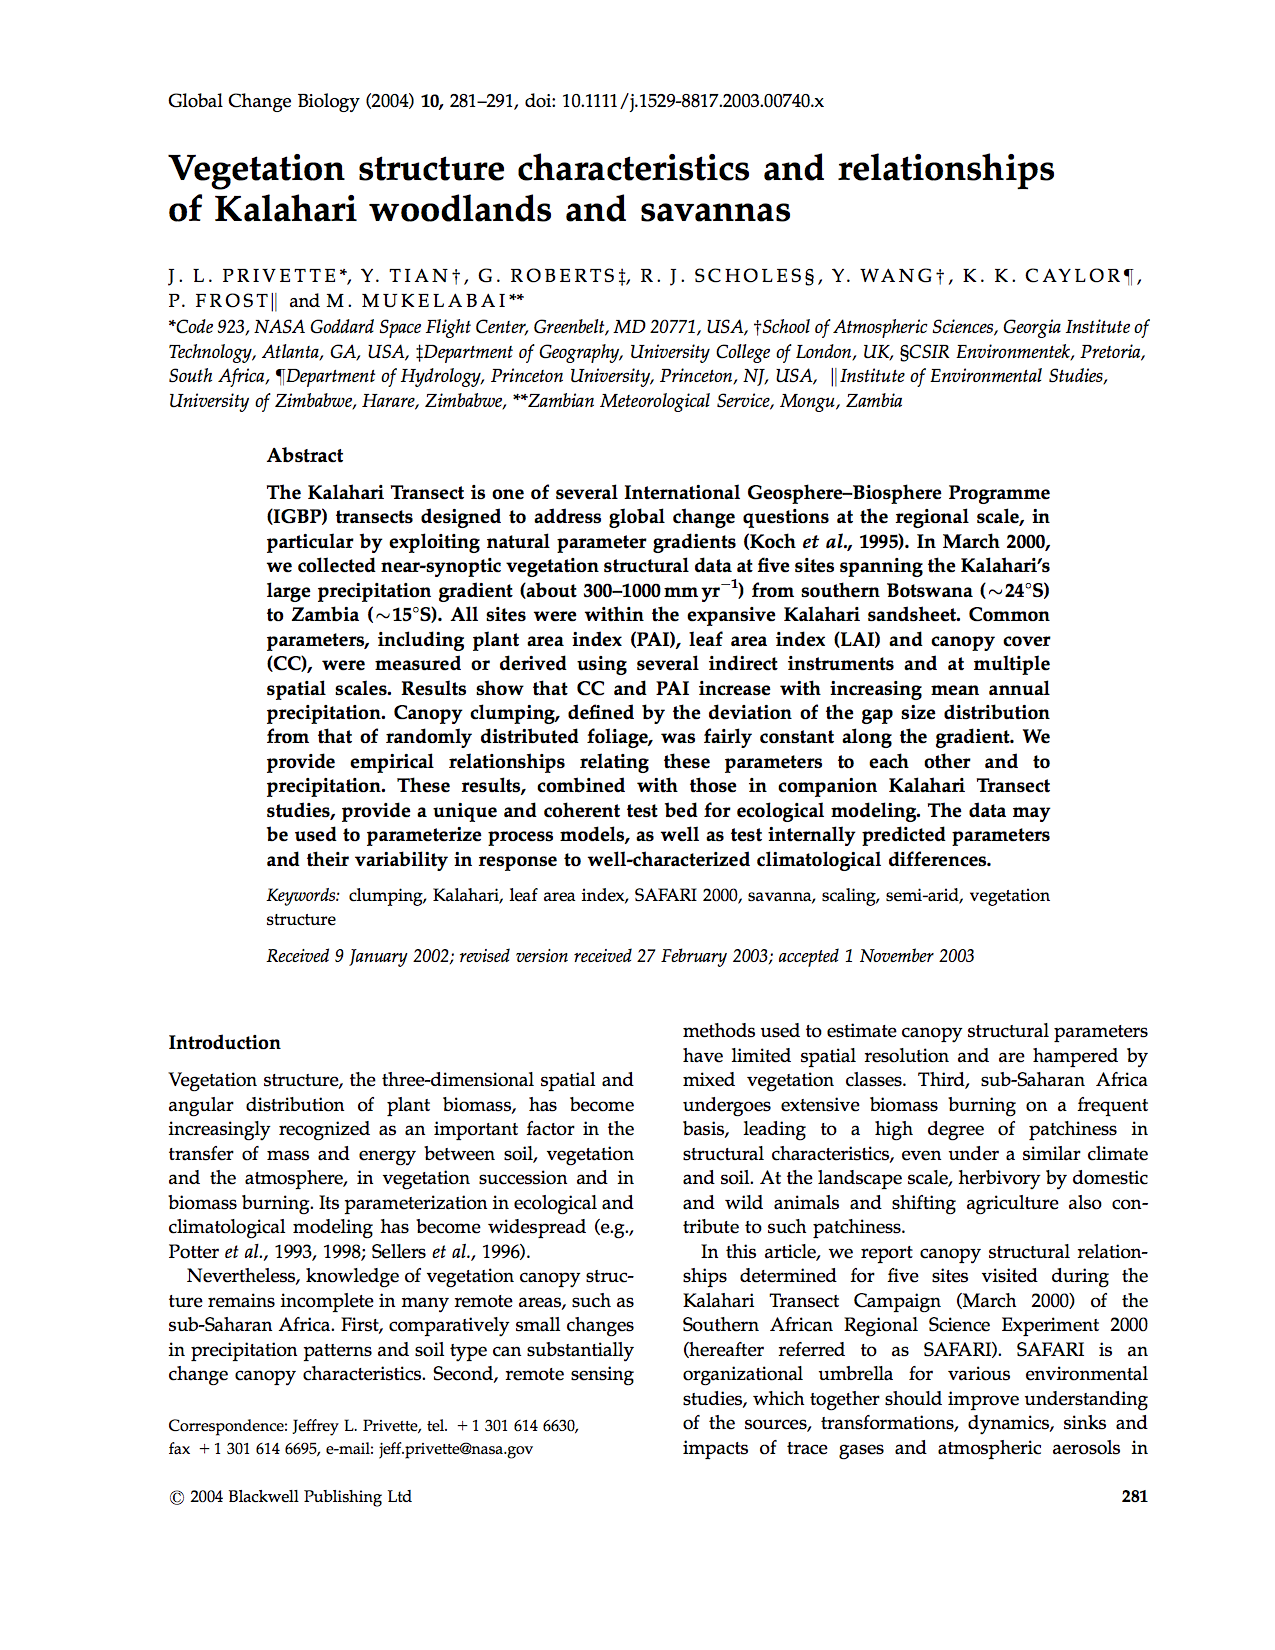 Global Change Biology (2004) 10, 281–291, doi: 10.1111/j.1529-8817.2003.00740.x
Vegetation structure characteristics and relationships
of Kalahari woodlands and savannas
J. L. PRIVETTE*, Y. TIAN†, G. ROBERTS‡, R. J. SCHOLES§, Y. WANG†, K. K. CAYLOR¶,
P. FROST∥ and M. MUKELABAI**
*Code 923, NASA Goddard Space Flight Center, Greenbelt, MD 20771, USA, †School of Atmospheric Sciences, Georgia Institute of
Technology, Atlanta, GA, USA, ‡Department of Geography, University College of London, UK, §CSIR Environmentek, Pretoria,
South Africa, ¶Department of Hydrology, Princeton University, Princeton, NJ, USA, ∥Institute of Environmental Studies,
University of Zimbabwe, Harare, Zimbabwe, **Zambian Meteorological Service, Mongu, Zambia
Abstract
The Kalahari Transect is one of several International Geosphere–Biosphere Programme
(IGBP) transects designed to address global change questions at the regional scale, in
particular by exploiting natural parameter gradients (Koch et al., 1995). In March 2000,
we collected near-synoptic vegetation structural data at five sites spanning the Kalahari's
large precipitation gradient (about 300–1000 mm yr⁻¹) from southern Botswana (~24°S)
to Zambia (~15°S). All sites were within the expansive Kalahari sandsheet. Common
parameters, including plant area index (PAI), leaf area index (LAI) and canopy cover
(CC), were measured or derived using several indirect instruments and at multiple
spatial scales. Results show that CC and PAI increase with increasing mean annual
precipitation. Canopy clumping, defined by the deviation of the gap size distribution
from that of randomly distributed foliage, was fairly constant along the gradient. We
provide empirical relationships relating these parameters to each other and to
precipitation. These results, combined with those in companion Kalahari Transect
studies, provide a unique and coherent test bed for ecological modeling. The data may
be used to parameterize process models, as well as test internally predicted parameters
and their variability in response to well-characterized climatological differences.
Keywords: clumping, Kalahari, leaf area index, SAFARI 2000, savanna, scaling, semi-arid, vegetation
structure
Received 9 January 2002; revised version received 27 February 2003; accepted 1 November 2003
Introduction
Vegetation structure, the three-dimensional spatial and
angular distribution of plant biomass, has become
increasingly recognized as an important factor in the
transfer of mass and energy between soil, vegetation
and the atmosphere, in vegetation succession and in
biomass burning. Its parameterization in ecological and
climatological modeling has become widespread (e.g.,
Potter et al., 1993, 1998; Sellers et al., 1996).
Nevertheless, knowledge of vegetation canopy struc-
ture remains incomplete in many remote areas, such as
sub-Saharan Africa. First, comparatively small changes
in precipitation patterns and soil type can substantially
change canopy characteristics. Second, remote sensing
Correspondence: Jeffrey L. Privette, tel. +1 301 614 6630,
fax +1 301 614 6695, e-mail: jeff.privette@nasa.gov
methods used to estimate canopy structural parameters
have limited spatial resolution and are hampered by
mixed vegetation classes. Third, sub-Saharan Africa
undergoes extensive biomass burning on a frequent
basis, leading to a high degree of patchiness in
structural characteristics, even under a similar climate
and soil. At the landscape scale, herbivory by domestic
and wild animals and shifting agriculture also con-
tribute to such patchiness.
In this article, we report canopy structural relation-
ships determined for five sites visited during the
Kalahari Transect Campaign (March 2000) of the
Southern African Regional Science Experiment 2000
(hereafter referred to as SAFARI). SAFARI is an
organizational umbrella for various environmental
studies, which together should improve understanding
of the sources, transformations, dynamics, sinks and
impacts of trace gases and atmospheric aerosols in
© 2004 Blackwell Publishing Ltd
281